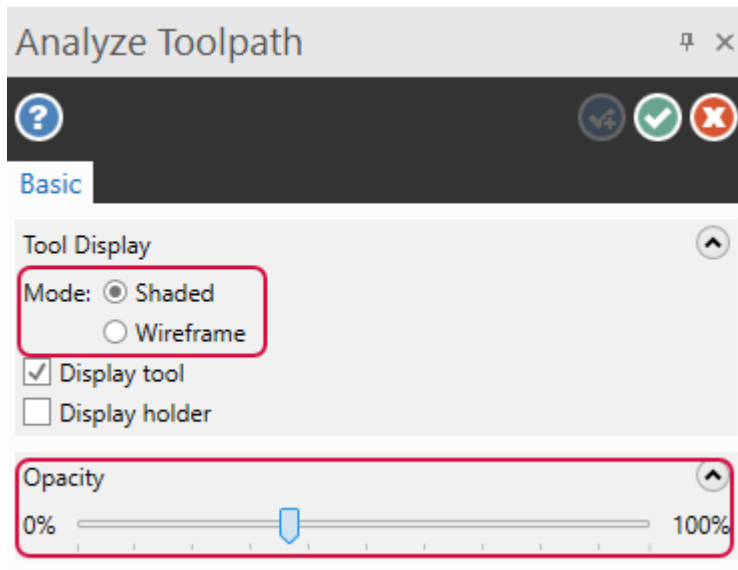 Analyze Toolpath
?
Basic
Tool Display
Mode: Shaded
Wireframe
Display tool
Display holder
Opacity
0% 100%